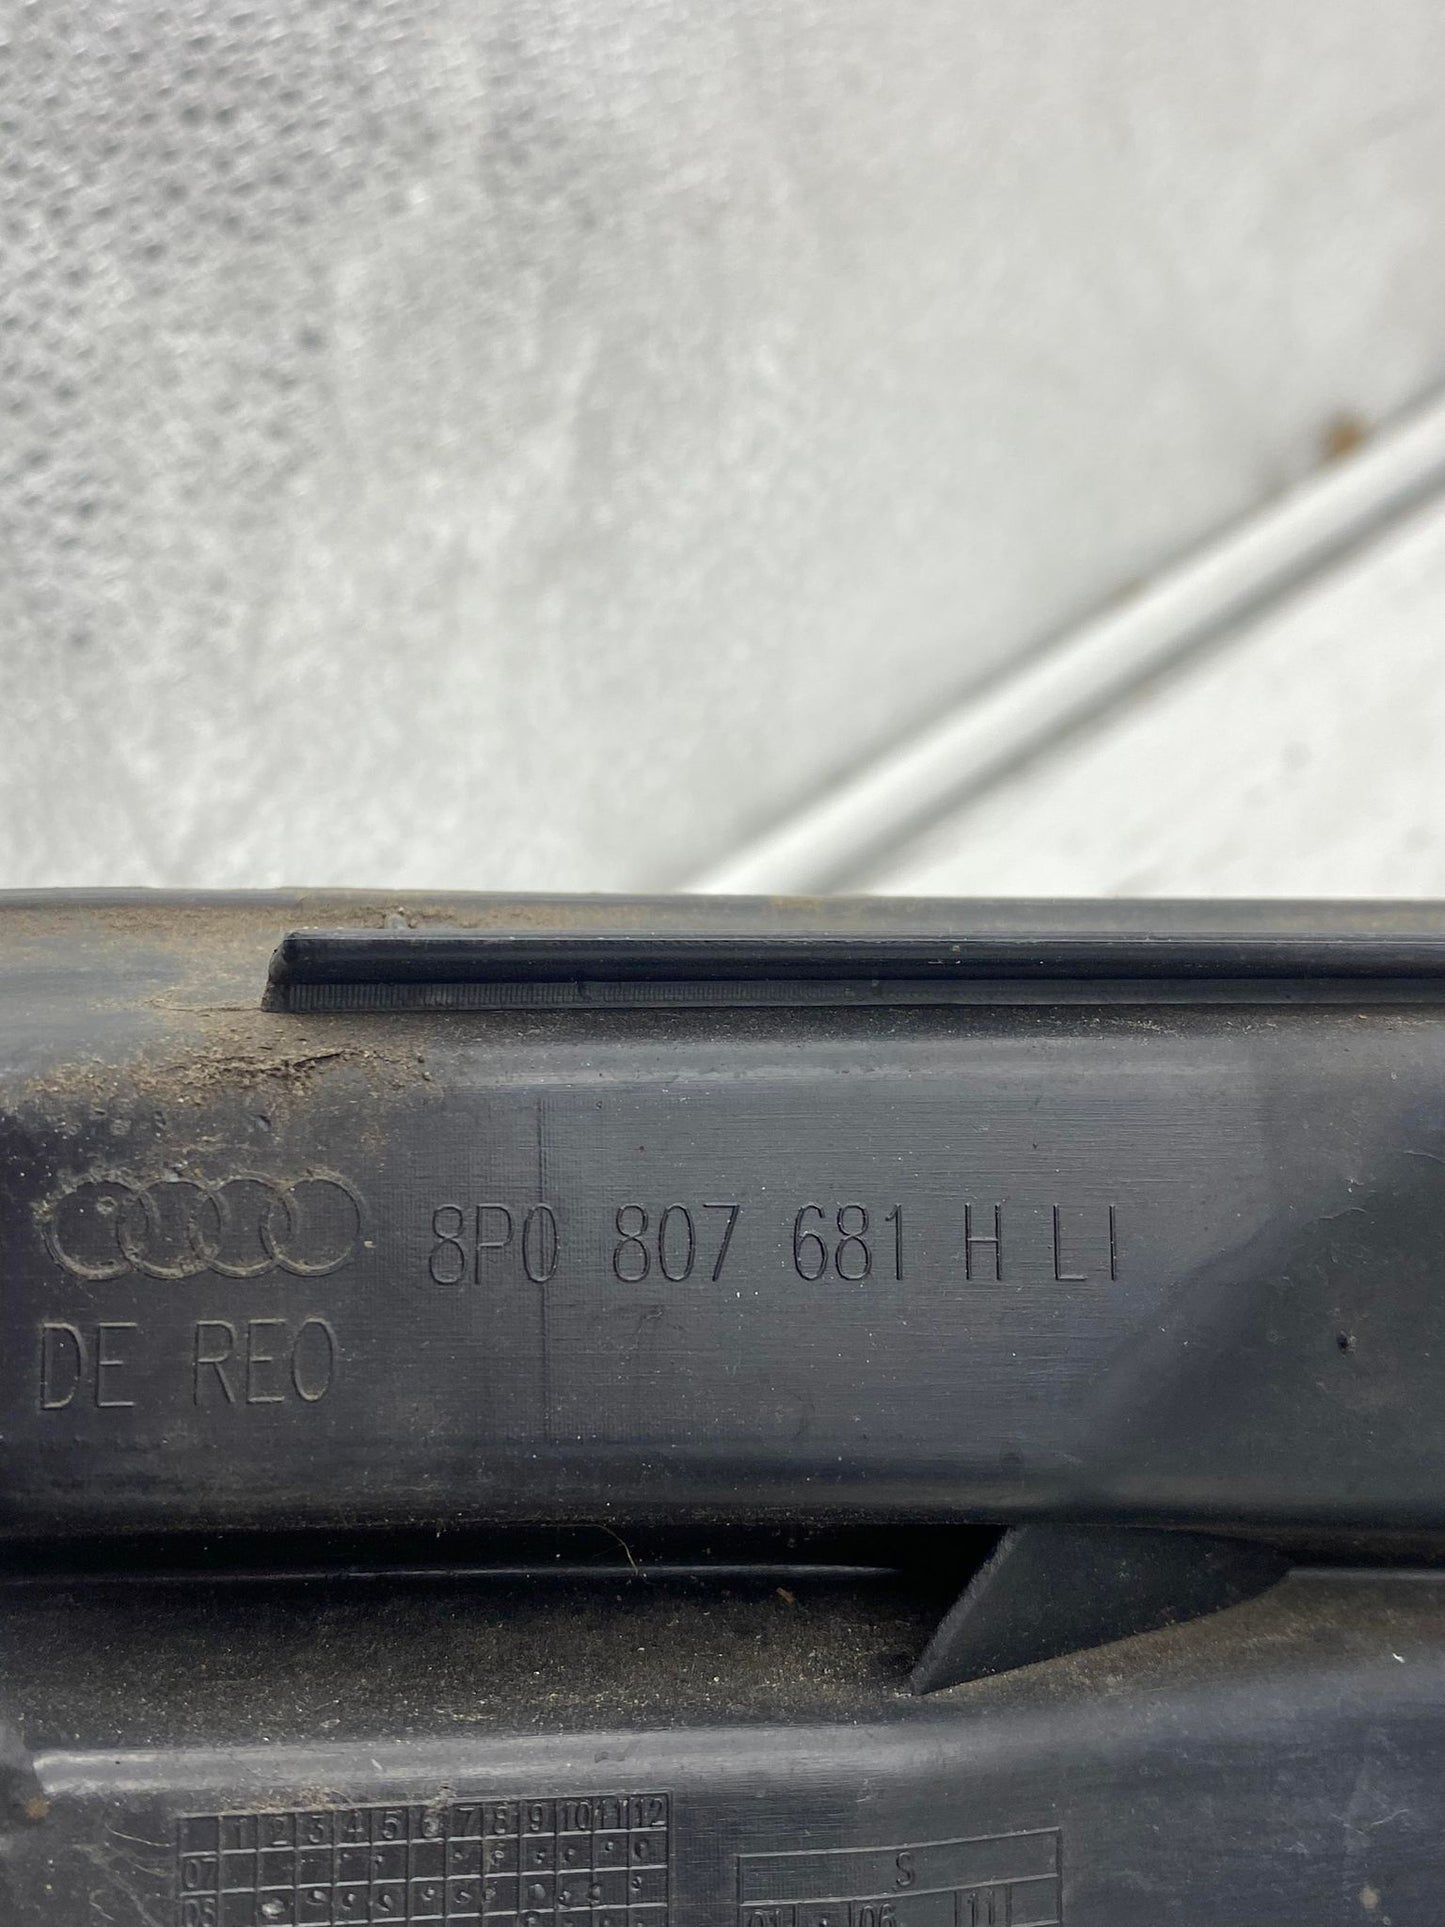 8P0 807 681 H LI
DE REO
1 2 3 4 5 6 7 8 9 10 11 12
07
S
06 11